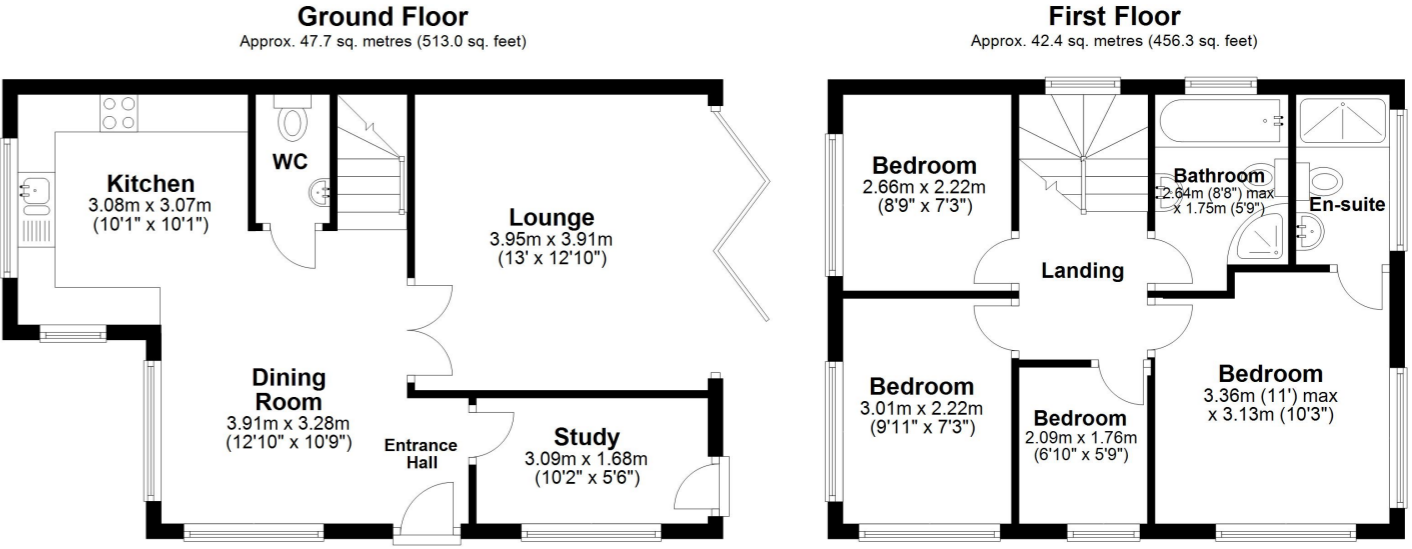 Ground Floor
Approx. 47.7 sq. metres (513.0 sq. feet)
Kitchen
3.08m x 3.07m
(10'1" x 10'1")
WC
Lounge
3.95m x 3.91m
(13' x 12'10")
Dining
Room
3.91m x 3.28m
(12'10" x 10'9")
Entrance
Hall
Study
3.09m x 1.68m
(10'2" x 5'6")
First Floor
Approx. 42.4 sq. metres (456.3 sq. feet)
Bedroom
2.66m x 2.22m
(8'9" x 7'3")
Bathroom
2.64m (8'8") max
x 1.75m (5'9")
En-suite
Landing
Bedroom
3.01m x 2.22m
(9'11" x 7'3")
Bedroom
2.09m x 1.76m
(6'10" x 5'9")
Bedroom
3.36m (11') max
x 3.13m (10'3")